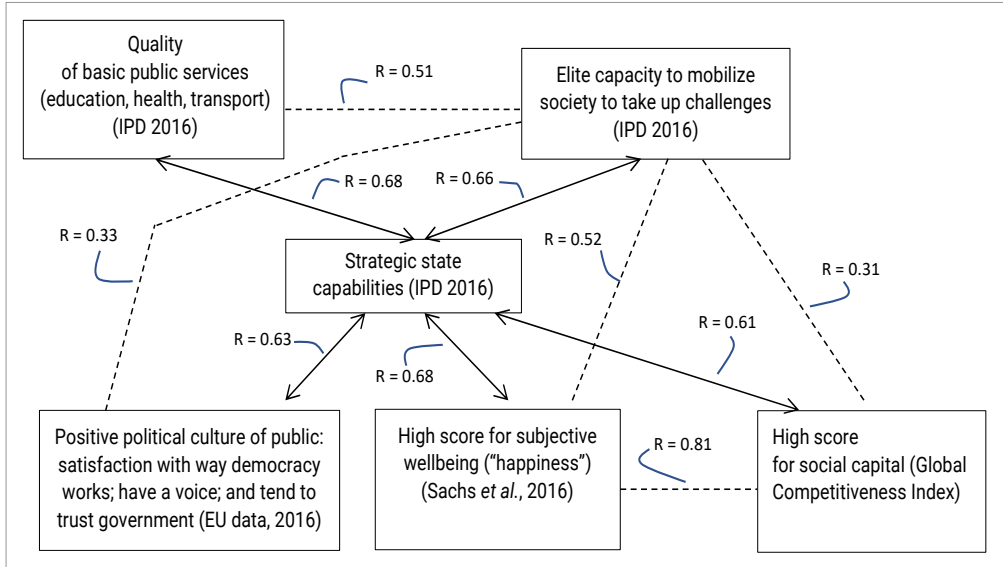 Quality
of basic public services
(education, health, transport)
(IPD 2016)
R = 0.51
Elite capacity to mobilize
society to take up challenges
(IPD 2016)
R = 0.68
R = 0.66
R = 0.33
R = 0.52
Strategic state
capabilities (IPD 2016)
R = 0.31
R = 0.63
R = 0.68
R = 0.61
Positive political culture of public:
satisfaction with way democracy
works; have a voice; and tend to
trust government (EU data, 2016)
High score for subjective
wellbeing (“happiness”)
(Sachs et al., 2016)
R = 0.81
High score
for social capital (Global
Competitiveness Index)